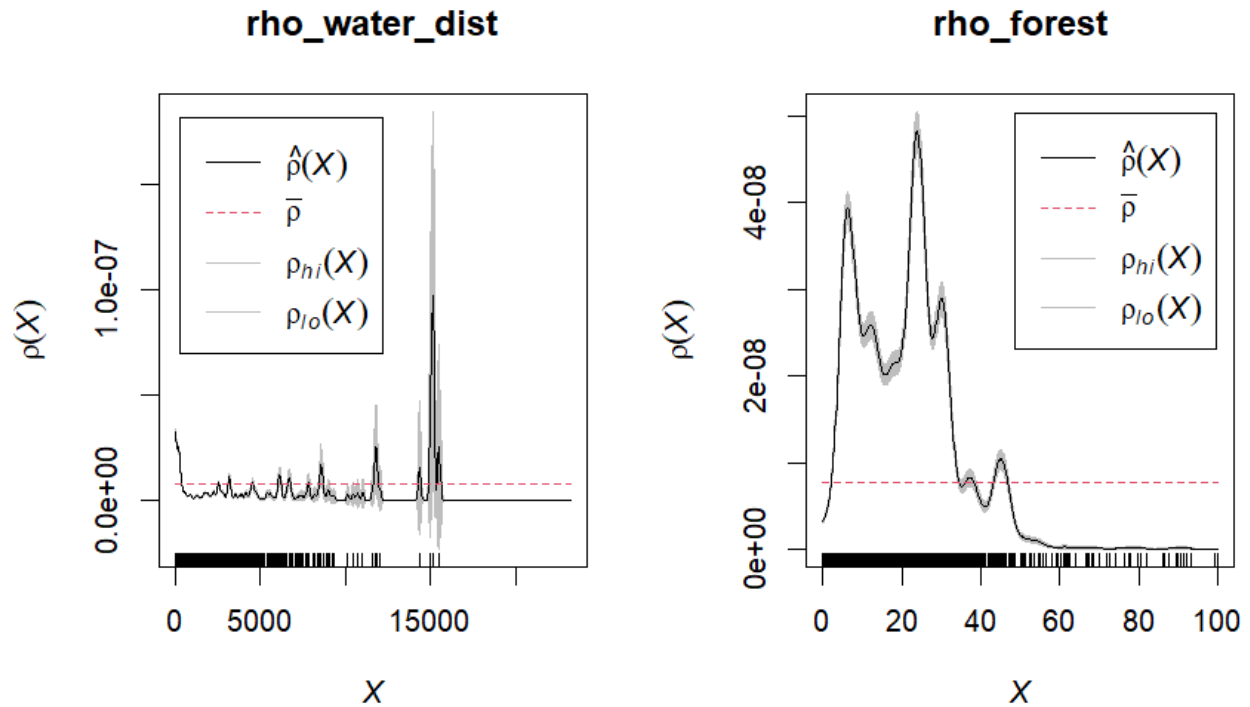 rho_water_dist
ρ(X)
0.0e+00
1.0e-07
ρ̂(X)
ρ̅
ρhi(X)
ρlo(X)
0
5000
15000
X
rho_forest
ρ(X)
0e+00
2e-08
4e-08
ρ̂(X)
ρ̅
ρhi(X)
ρlo(X)
0
20
40
60
80
100
X